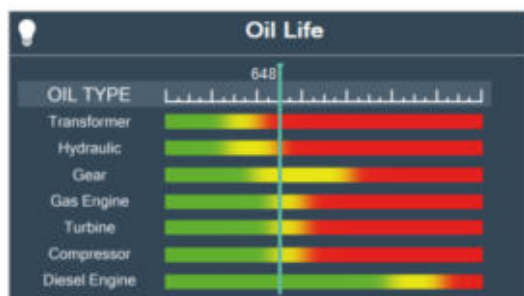 Oil Life
648
OIL TYPE
Transformer
Hydraulic
Gear
Gas Engine
Turbine
Compressor
Diesel Engine